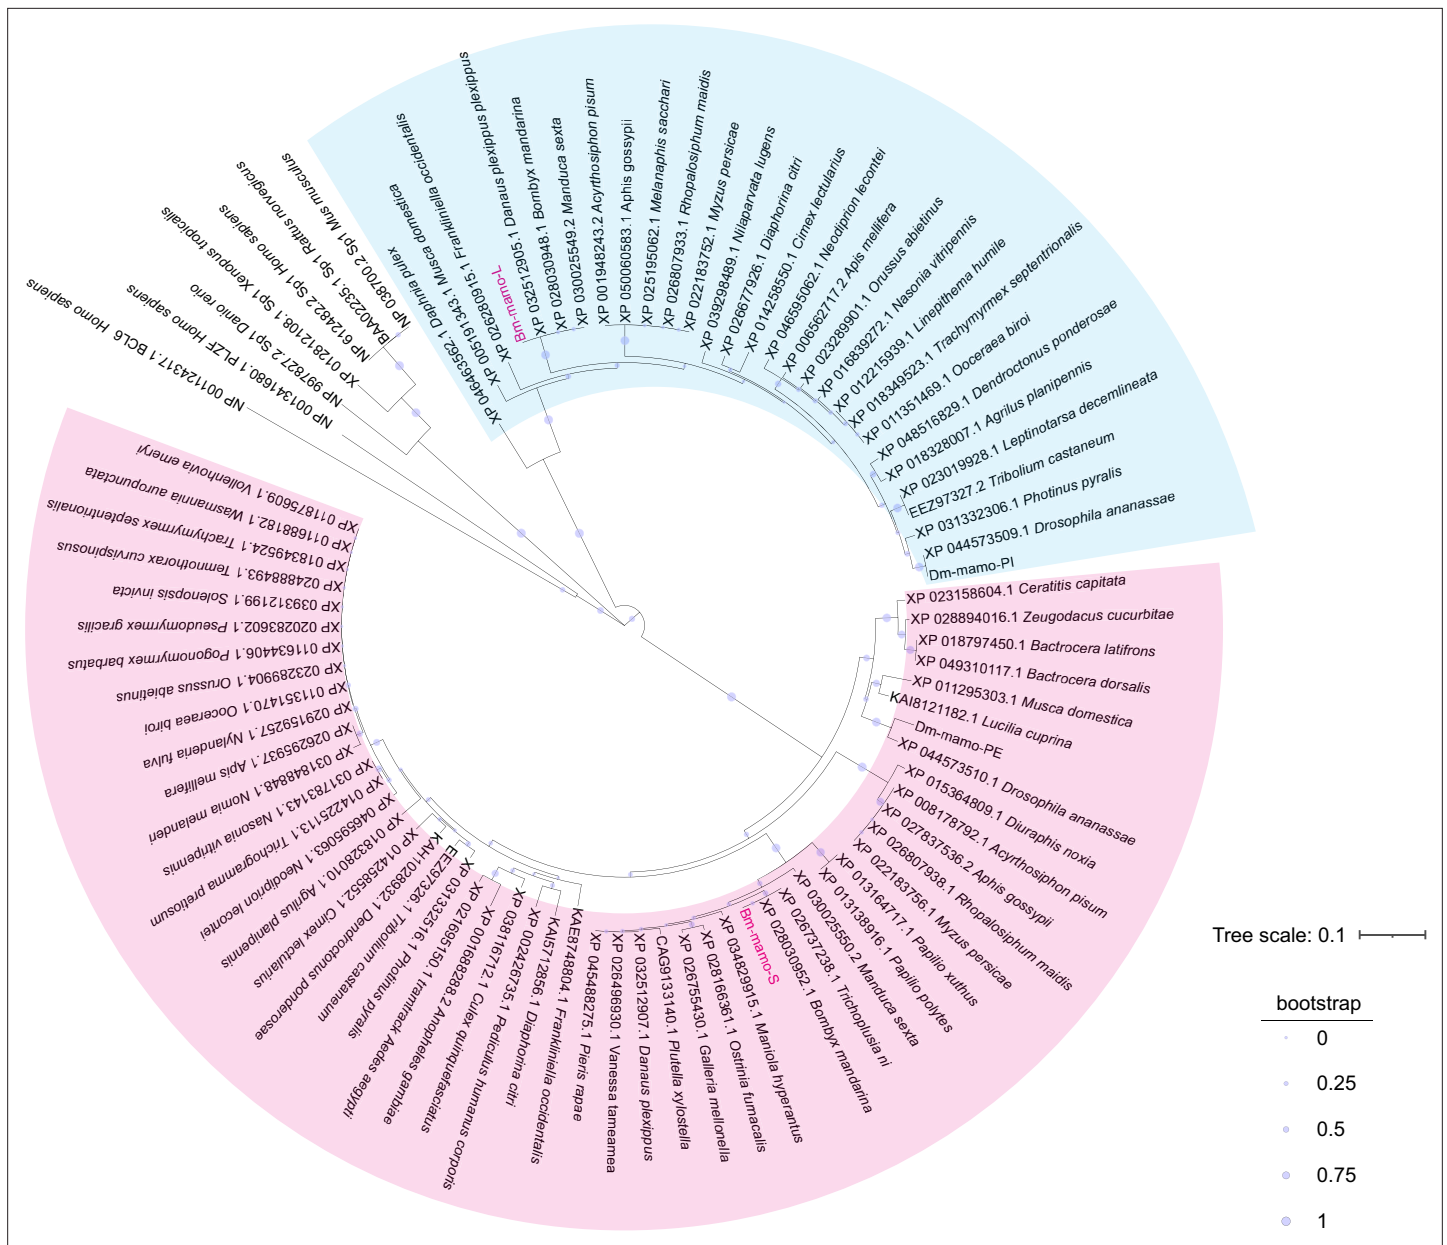 NP 001124317.1 BCL6 Homo sapiens
NP 001341680.1 PLZF Homo sapiens
NP 997827.2 Sp1 Danio rerio
XP 012812108.1 Sp1 Xenopus tropicalis
NP 612482.2 Sp1 Homo sapiens
BAA02235.1 Sp1 Rattus norvegicus
NP 038700.2 Sp1 Mus musculus
XP 046463562.1 Daphnia pulex
XP 005191343.1 Musca domestica
XP 026280915.1 Frankliniella occidentalis
Bm-mamo-L
XP 032512905.1 Danaus plexippus plexippus
XP 028030948.1 Bombyx mandarina
XP 030025549.2 Manduca sexta
XP 001948243.2 Acyrthosiphon pisum
XP 050060583.1 Aphis gossypii
XP 025195062.1 Melanaphis sacchari
XP 026807933.1 Rhopalosiphum maidis
XP 022183752.1 Myzus persicae
XP 039298489.1 Nilaparvata lugens
XP 026677926.1 Diaphorina citri
XP 014258550.1 Cimex lectularius
XP 046595062.1 Neodiprion lecontei
XP 006562717.2 Apis mellifera
XP 023289901.1 Orussus abietinus
XP 016839272.1 Nasonia vitripennis
XP 012215939.1 Linepithema humile
XP 018349523.1 Trachymyrmex septentrionalis
XP 011351469.1 Ooceraea biroi
XP 048516829.1 Dendroctonus ponderosae
XP 018328007.1 Agrilus planipennis
XP 023019928.1 Leptinotarsa decemlineata
EEZ97327.2 Tribolium castaneum
XP 031332306.1 Photinus pyralis
XP 044573509.1 Drosophila ananassae
Dm-mamo-PI
XP 023158604.1 Ceratitis capitata
XP 028894016.1 Zeugodacus cucurbitae
XP 018797450.1 Bactrocera latifrons
XP 049310117.1 Bactrocera dorsalis
XP 011295303.1 Musca domestica
KAI8121182.1 Lucilia cuprina
Dm-mamo-PE
XP 044573510.1 Drosophila ananassae
XP 015364809.1 Diuraphis noxia
XP 008178792.1 Acyrthosiphon pisum
XP 027837536.2 Aphis gossypii
XP 026807938.1 Rhopalosiphum maidis
XP 022183756.1 Myzus persicae
XP 013164717.1 Papilio xuthus
XP 013138916.1 Papilio polytes
XP 030025550.2 Manduca sexta
XP 026737238.1 Trichoplusia ni
XP 028030952.1 Bombyx mandarina
Bm-mamo-S
XP 034829915.1 Maniola hyperantus
XP 028166361.1 Ostrinia furnacalis
XP 026755430.1 Galleria mellonella
CAG9133140.1 Plutella xylostella
XP 032512907.1 Danaus plexippus
XP 026496930.1 Vanessa tameamea
XP 045488275.1 Pieris rapae
KAE8748804.1 Frankliniella occidentalis
KAI5712856.1 Diaphorina citri
XP 002426735.1 Pediculus humanus corporis
XP 038116712.1 Culex quinquefasciatus
XP 001688288.2 Anopheles gambiae
XP 021695150.1 tramtrack Aedes aegypti
XP 031332516.1 Photinus pyralis
EEZ97326.1 Tribolium castaneum
KAH1028932.1 Dendroctonus ponderosae
XP 014258552.1 Cimex lectularius
XP 018328010.1 Agrilus planipennis
XP 046595063.1 Neodiprion lecontei
XP 014225113.1 Trichogramma pretiosum
XP 031783143.1 Nasonia vitripennis
XP 031848848.1 Nomia melanderi
XP 026295937.1 Apis mellifera
XP 029159257.1 Nylanderia fulva
XP 011351470.1 Ooceraea biroi
XP 023289904.1 Orussus abietinus
XP 011634406.1 Pogonomyrmex barbatus
XP 020283602.1 Pseudomyrmex gracilis
XP 039312199.1 Solenopsis invicta
XP 024888493.1 Temnothorax curvispinosus
XP 018349524.1 Trachymyrmex septentrionalis
XP 011688182.1 Wasmannia auropunctata
XP 011875609.1 Vollenhovia emeryi
Tree scale: 0.1
bootstrap
0
0.25
0.5
0.75
1